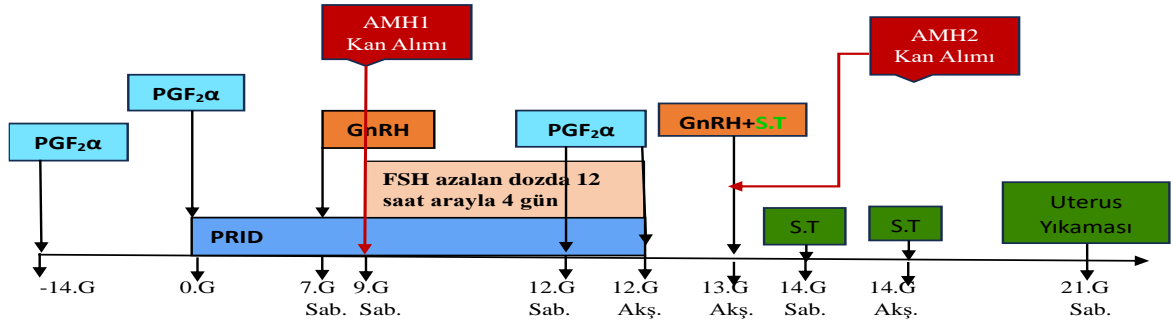 AMH1
Kan Alımı
AMH2
Kan Alımı
PGF₂α
PGF₂α
GnRH
PGF₂α
GnRH+S.T
FSH azalan dozda 12
saat arayla 4 gün
PRID
S.T
S.T
Uterus
Yıkaması
-14.G
0.G
7.G
Sab.
9.G
Sab.
12.G
Sab.
12.G
Akş.
13.G
Akş.
14.G
Sab.
14.G
Akş.
21.G
Sab.